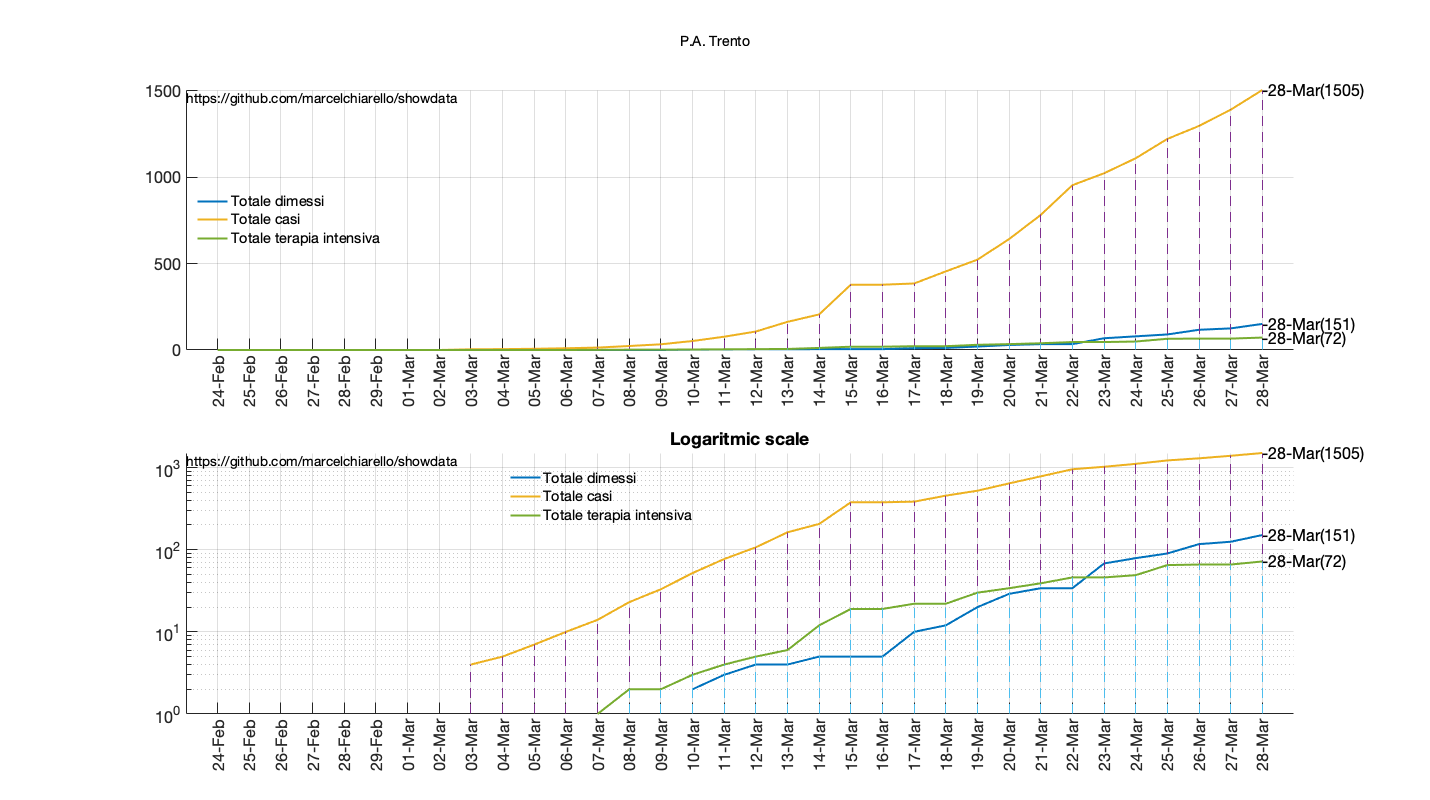 P.A. Trento
1500
https://github.com/marcelchiarello/showdata
28-Mar(1505)
1000
Totale dimessi
Totale casi
Totale terapia intensiva
500
28-Mar(151)
28-Mar(72)
0
24-Feb 25-Feb 26-Feb 27-Feb 28-Feb 29-Feb 01-Mar 02-Mar 03-Mar 04-Mar 05-Mar 06-Mar 07-Mar 08-Mar 09-Mar 10-Mar 11-Mar 12-Mar 13-Mar 14-Mar 15-Mar 16-Mar 17-Mar 18-Mar 19-Mar 20-Mar 21-Mar 22-Mar 23-Mar 24-Mar 25-Mar 26-Mar 27-Mar 28-Mar
Logaritmic scale
https://github.com/marcelchiarello/showdata
28-Mar(1505)
10^3
Totale dimessi
Totale casi
Totale terapia intensiva
28-Mar(151)
10^2
28-Mar(72)
10^1
10^0
24-Feb 25-Feb 26-Feb 27-Feb 28-Feb 29-Feb 01-Mar 02-Mar 03-Mar 04-Mar 05-Mar 06-Mar 07-Mar 08-Mar 09-Mar 10-Mar 11-Mar 12-Mar 13-Mar 14-Mar 15-Mar 16-Mar 17-Mar 18-Mar 19-Mar 20-Mar 21-Mar 22-Mar 23-Mar 24-Mar 25-Mar 26-Mar 27-Mar 28-Mar